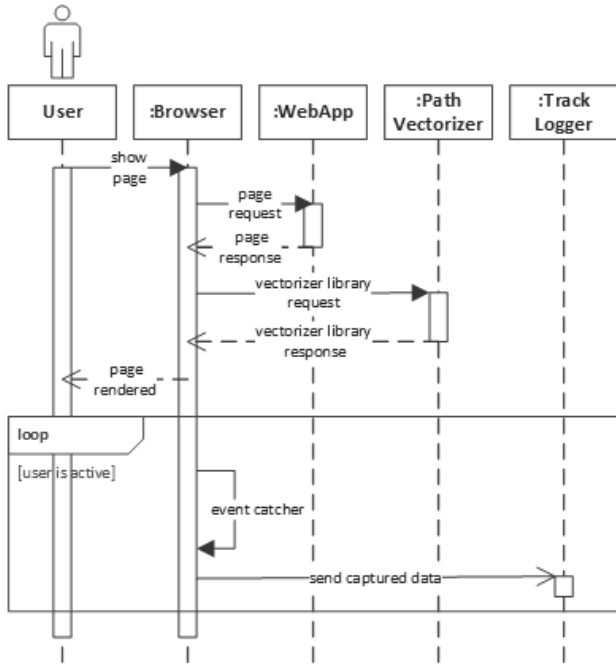 User
:Browser
:WebApp
:Path
Vectorizer
:Track
Logger
show
page
page
request
page
response
vectorizer library
request
vectorizer library
response
page
rendered
loop
[user is active]
event catcher
send captured data